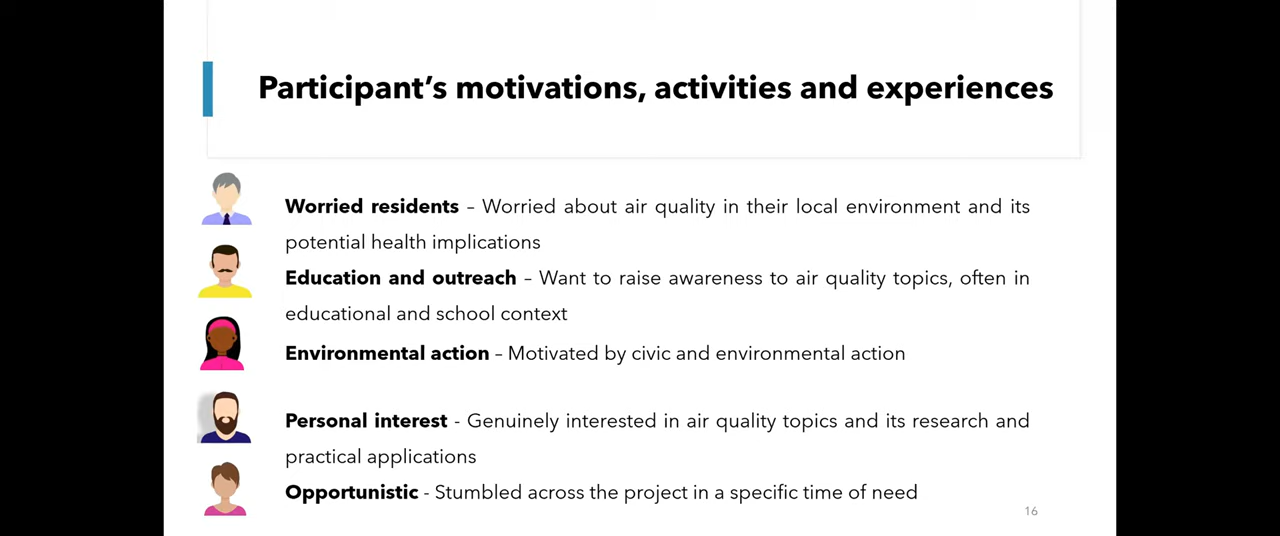 Participant’s motivations, activities and experiences
Worried residents – Worried about air quality in their local environment and its
potential health implications
Education and outreach – Want to raise awareness to air quality topics, often in
educational and school context
Environmental action – Motivated by civic and environmental action
Personal interest - Genuinely interested in air quality topics and its research and
practical applications
Opportunistic - Stumbled across the project in a specific time of need
16